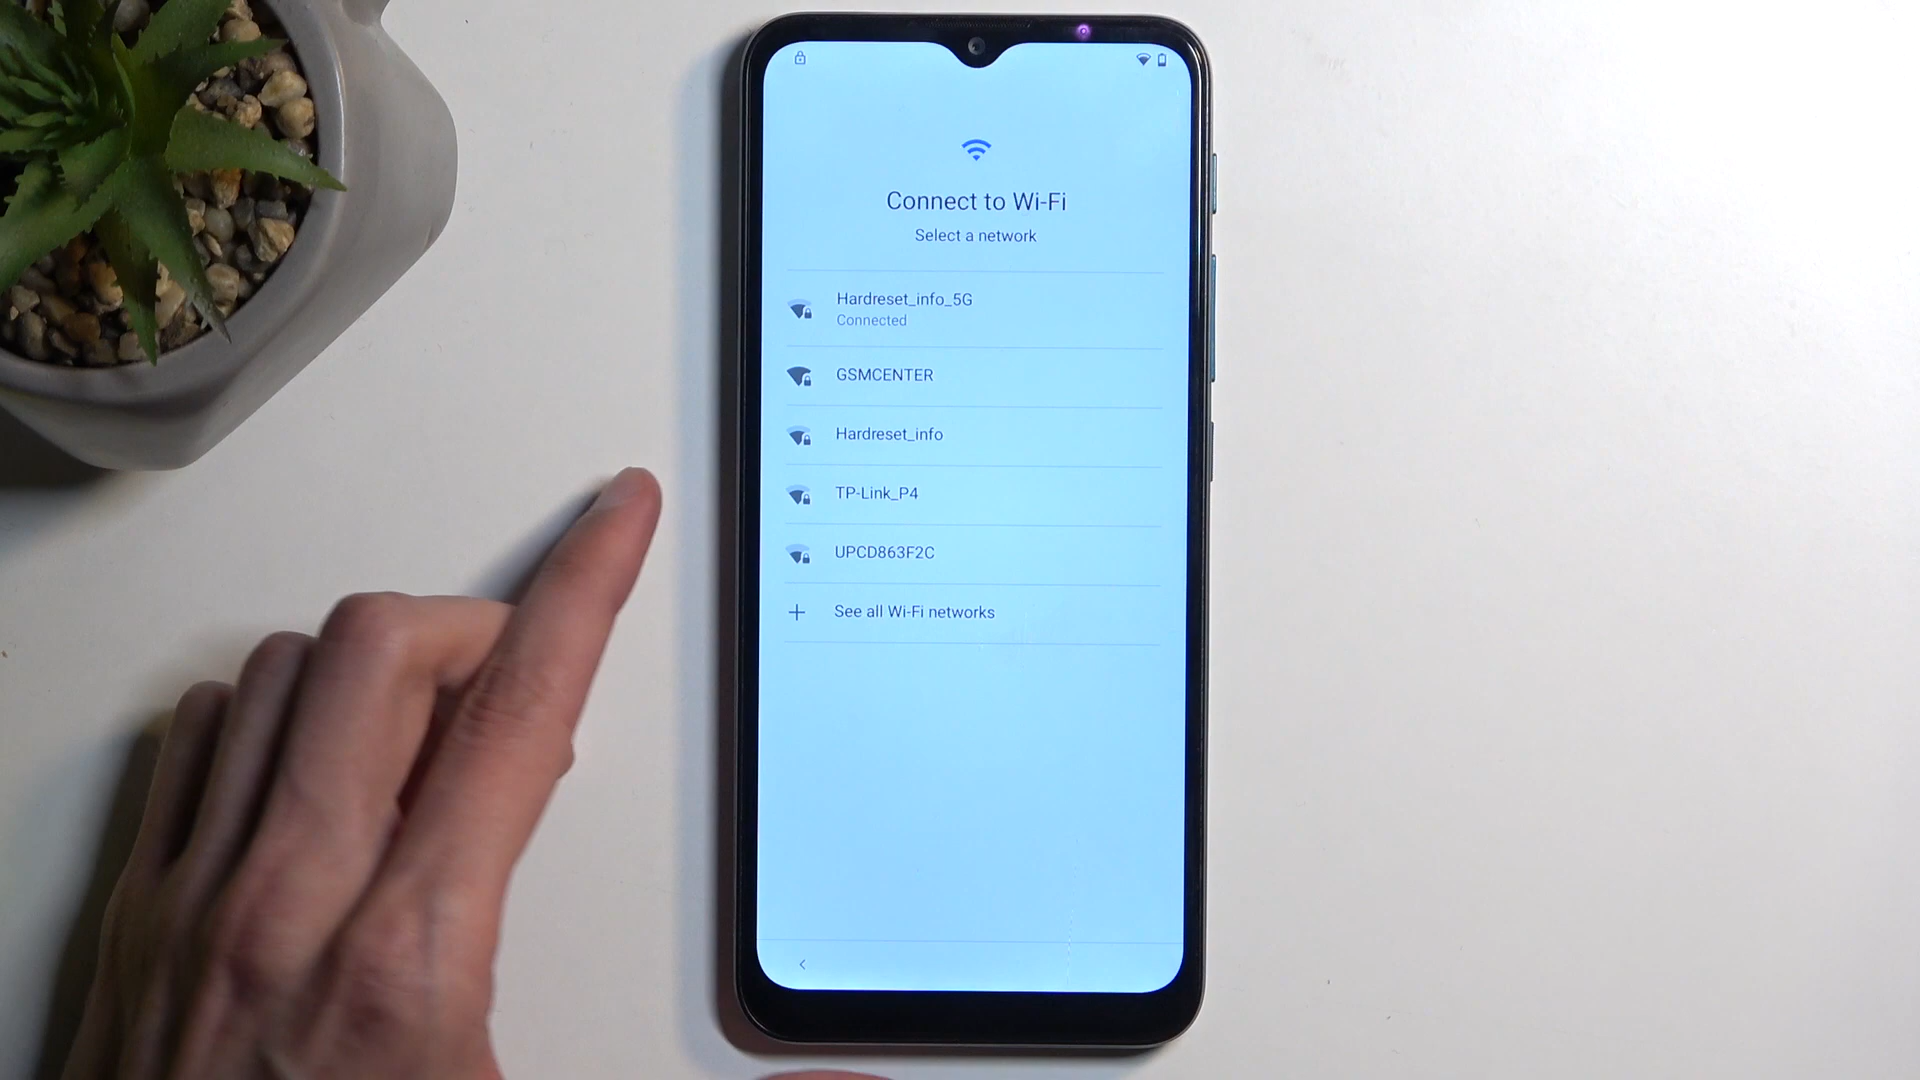 Connect to Wi-Fi
Select a network
Hardreset_info_5G
Connected
GSMCENTER
Hardreset_info
TP-Link_P4
UPCD863F2C
See all Wi-Fi networks